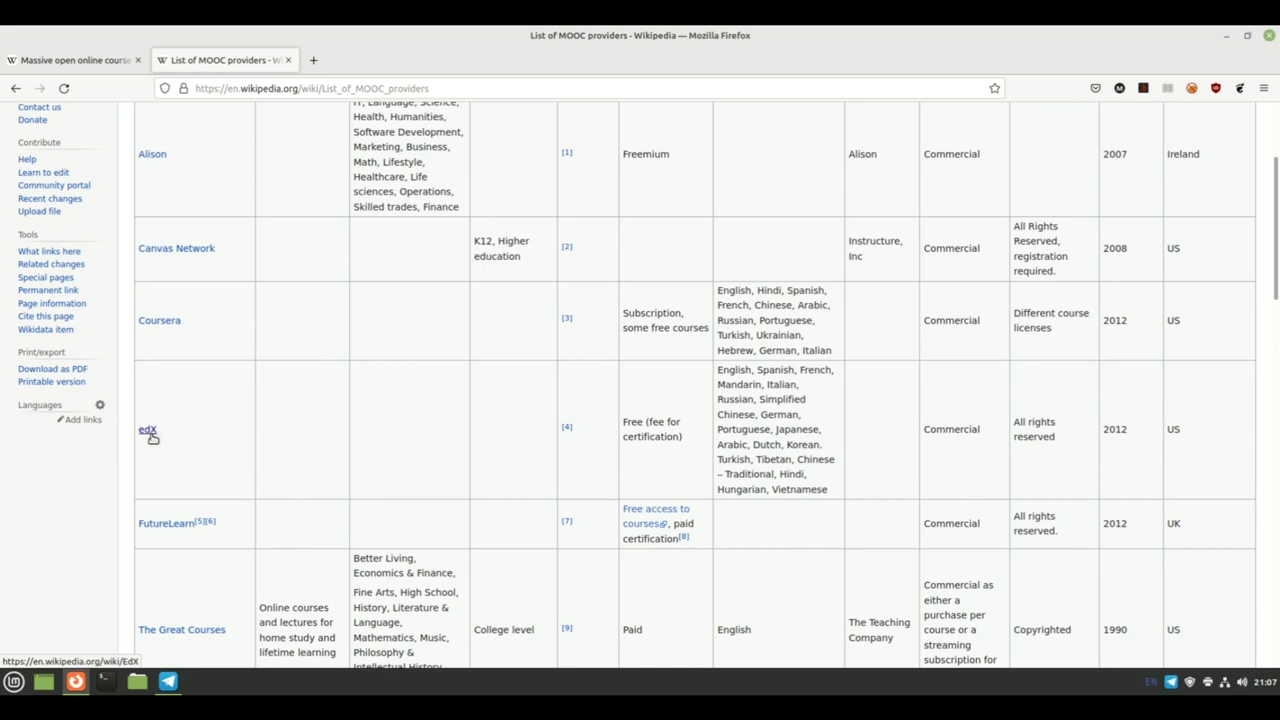 List of MOOC providers - Wikipedia — Mozilla Firefox
Massive open online course
List of MOOC providers - Wi
https://en.wikipedia.org/wiki/List_of_MOOC_providers
Contact us
Donate
Contribute
Help
Learn to edit
Community portal
Recent changes
Upload file
Tools
What links here
Related changes
Special pages
Permanent link
Page information
Cite this page
Wikidata item
Print/export
Download as PDF
Printable version
Languages
Add links
Alison
IT, Language, Science,
Health, Humanities,
Software Development,
Marketing, Business,
Math, Lifestyle,
Healthcare, Life
sciences, Operations,
Skilled trades, Finance
[1]
Freemium
Alison
Commercial
2007
Ireland
Canvas Network
K12, Higher
education
[2]
Instructure,
Inc
Commercial
All Rights
Reserved,
registration
required.
2008
US
Coursera
[3]
Subscription,
some free courses
English, Hindi, Spanish,
French, Chinese, Arabic,
Russian, Portuguese,
Turkish, Ukrainian,
Hebrew, German, Italian
Commercial
Different course
licenses
2012
US
edX
[4]
Free (fee for
certification)
English, Spanish, French,
Mandarin, Italian,
Russian, Simplified
Chinese, German,
Portuguese, Japanese,
Arabic, Dutch, Korean.
Turkish, Tibetan, Chinese
– Traditional, Hindi,
Hungarian, Vietnamese
Commercial
All rights
reserved
2012
US
FutureLearn[5][6]
[7]
Free access to
courses, paid
certification[8]
Commercial
All rights
reserved.
2012
UK
The Great Courses
Online courses
and lectures for
home study and
lifetime learning
Better Living,
Economics & Finance,
Fine Arts, High School,
History, Literature &
Language,
Mathematics, Music,
Philosophy &
Intellectual History
College level
[9]
Paid
English
The Teaching
Company
Commercial as
either a
purchase per
course or a
streaming
subscription for
Copyrighted
1990
US
https://en.wikipedia.org/wiki/EdX
EN
21:07